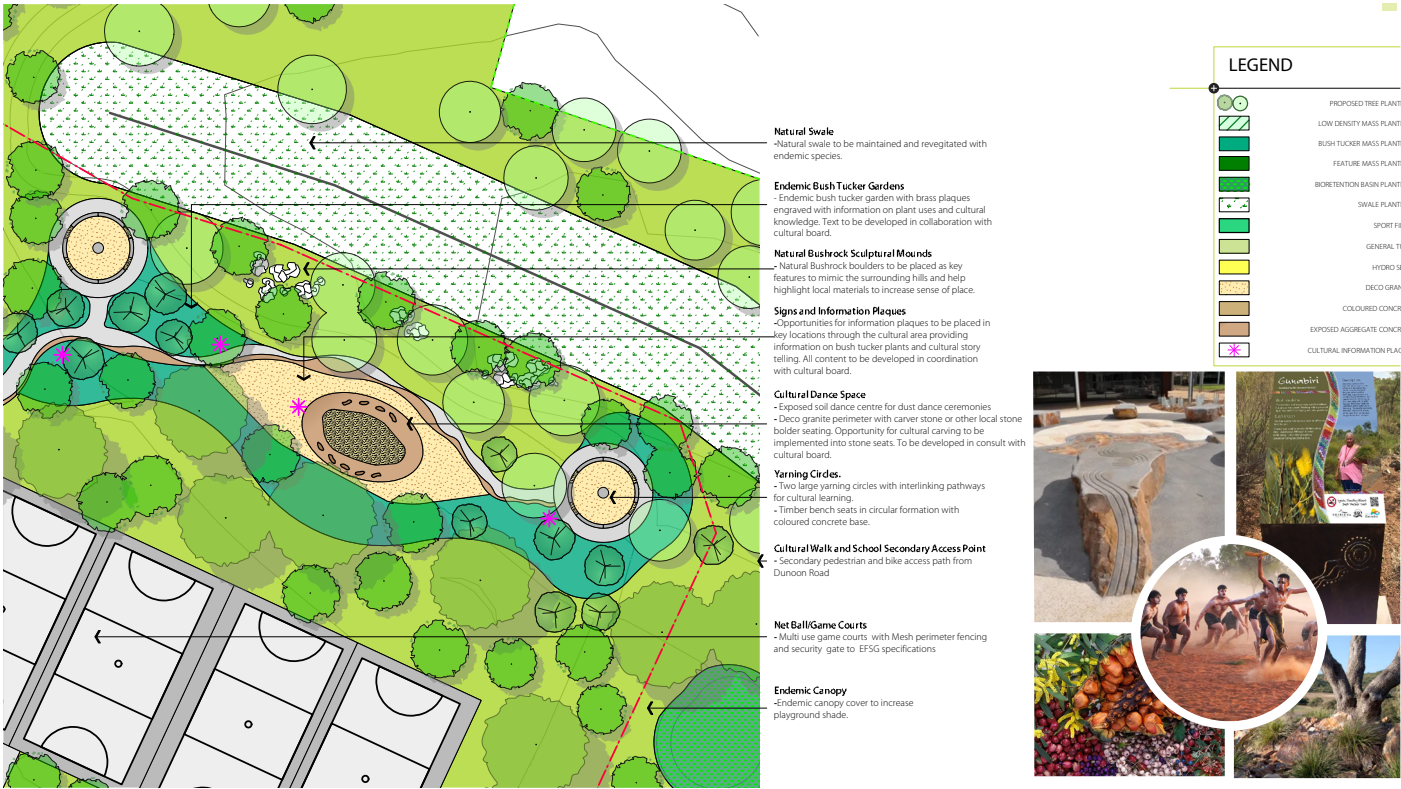 Natural Swale
-Natural swale to be maintained and revegitated with
endemic species.
Endemic Bush Tucker Gardens
- Endemic bush tucker garden with brass plaques
engraved with information on plant uses and cultural
knowledge. Text to be developed in collaboration with
cultural board.
Natural Bushrock Sculptural Mounds
- Natural Bushrock boulders to be placed as key
features to mimic the surrounding hills and help
highlight local materials to increase sense of place.
Signs and Information Plaques
-Opportunities for information plaques to be placed in
key locations through the cultural area providing
information on bush tucker plants and cultural story
telling. All content to be developed in coordination
with cultural board.
Cultural Dance Space
- Exposed soil dance centre for dust dance ceremonies
- Deco granite perimeter with carver stone or other local stone
bolder seating. Opportunity for cultural carving to be
implemented into stone seats. To be developed in consult with
cultural board.
Yarning Circles.
- Two large yarning circles with interlinking pathways
for cultural learning.
- Timber bench seats in circular formation with
coloured concrete base.
Cultural Walk and School Secondary Access Point
- Secondary pedestrian and bike access path from
Dunoon Road
Net Ball/Game Courts
- Multi use game courts with Mesh perimeter fencing
and security gate to EFSG specifications
Endemic Canopy
-Endemic canopy cover to increase
playground shade.
LEGEND
PROPOSED TREE PLANTI
LOW DENSITY MASS PLANTI
BUSH TUCKER MASS PLANTI
FEATURE MASS PLANTI
BIORETENTION BASIN PLANTI
SWALE PLANTI
SPORT FIE
GENERAL TU
HYDRO SE
DECO GRAN
COLOURED CONCR
EXPOSED AGGREGATE CONCR
CULTURAL INFORMATION PLAC